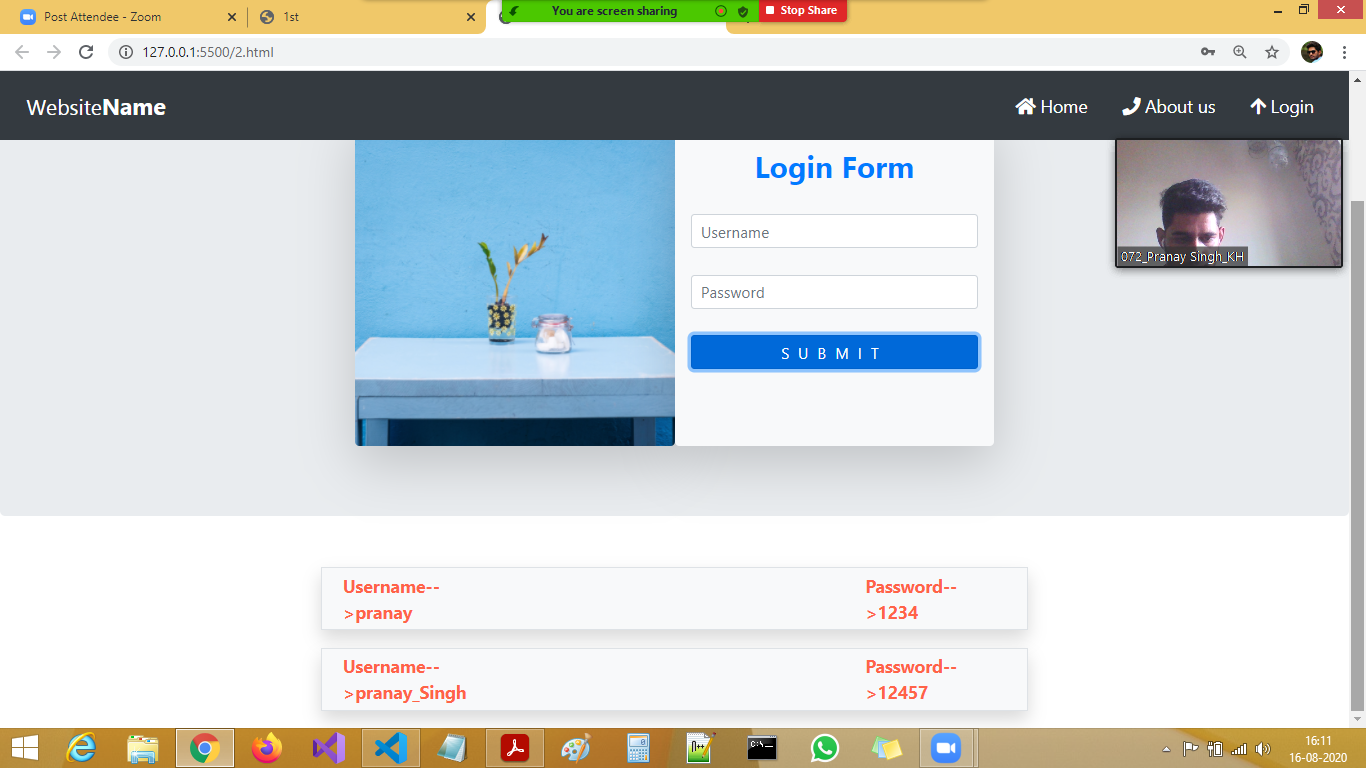 Post Attendee - Zoom
1st
You are screen sharing
Stop Share
127.0.0.1:5500/2.html
WebsiteName
Home
About us
Login
Login Form
Username
Password
SUBMIT
072_Pranay Singh_KH
Username--
>pranay
Password--
>1234
Username--
>pranay_Singh
Password--
>12457
16:11
16-08-2020